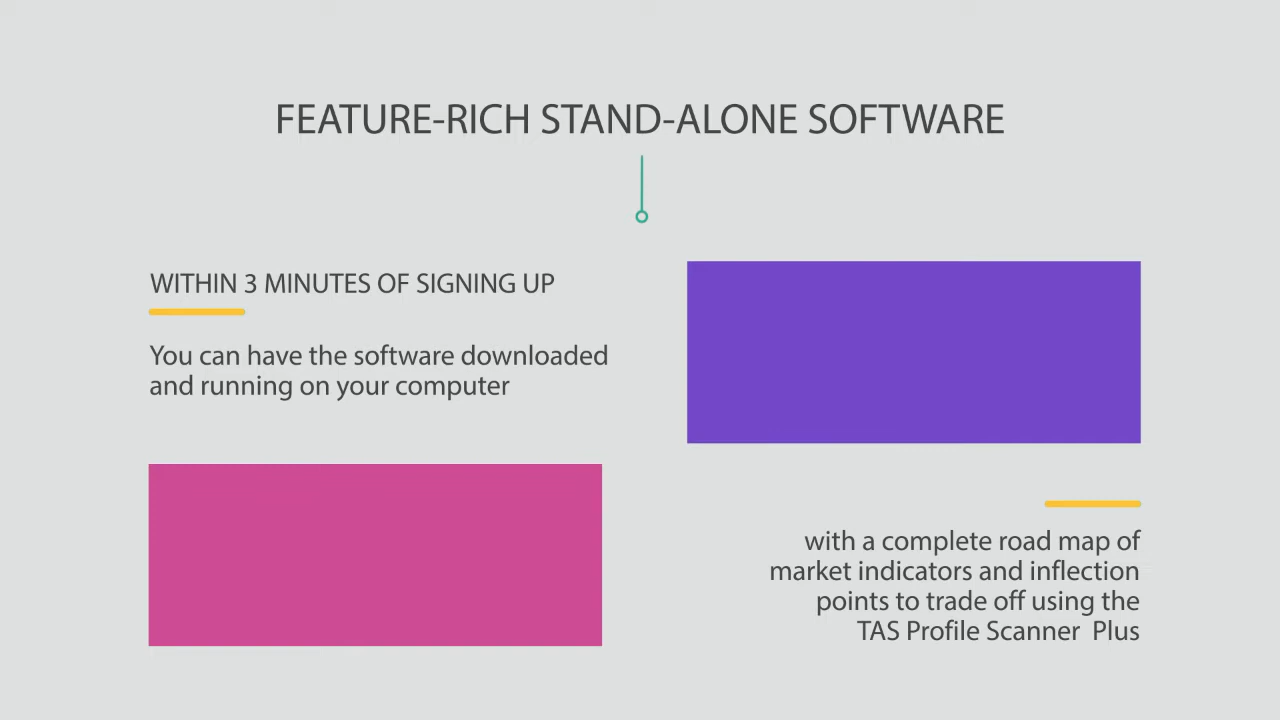 FEATURE-RICH STAND-ALONE SOFTWARE
WITHIN 3 MINUTES OF SIGNING UP
You can have the software downloaded
and running on your computer
with a complete road map of
market indicators and inflection
points to trade off using the
TAS Profile Scanner  Plus